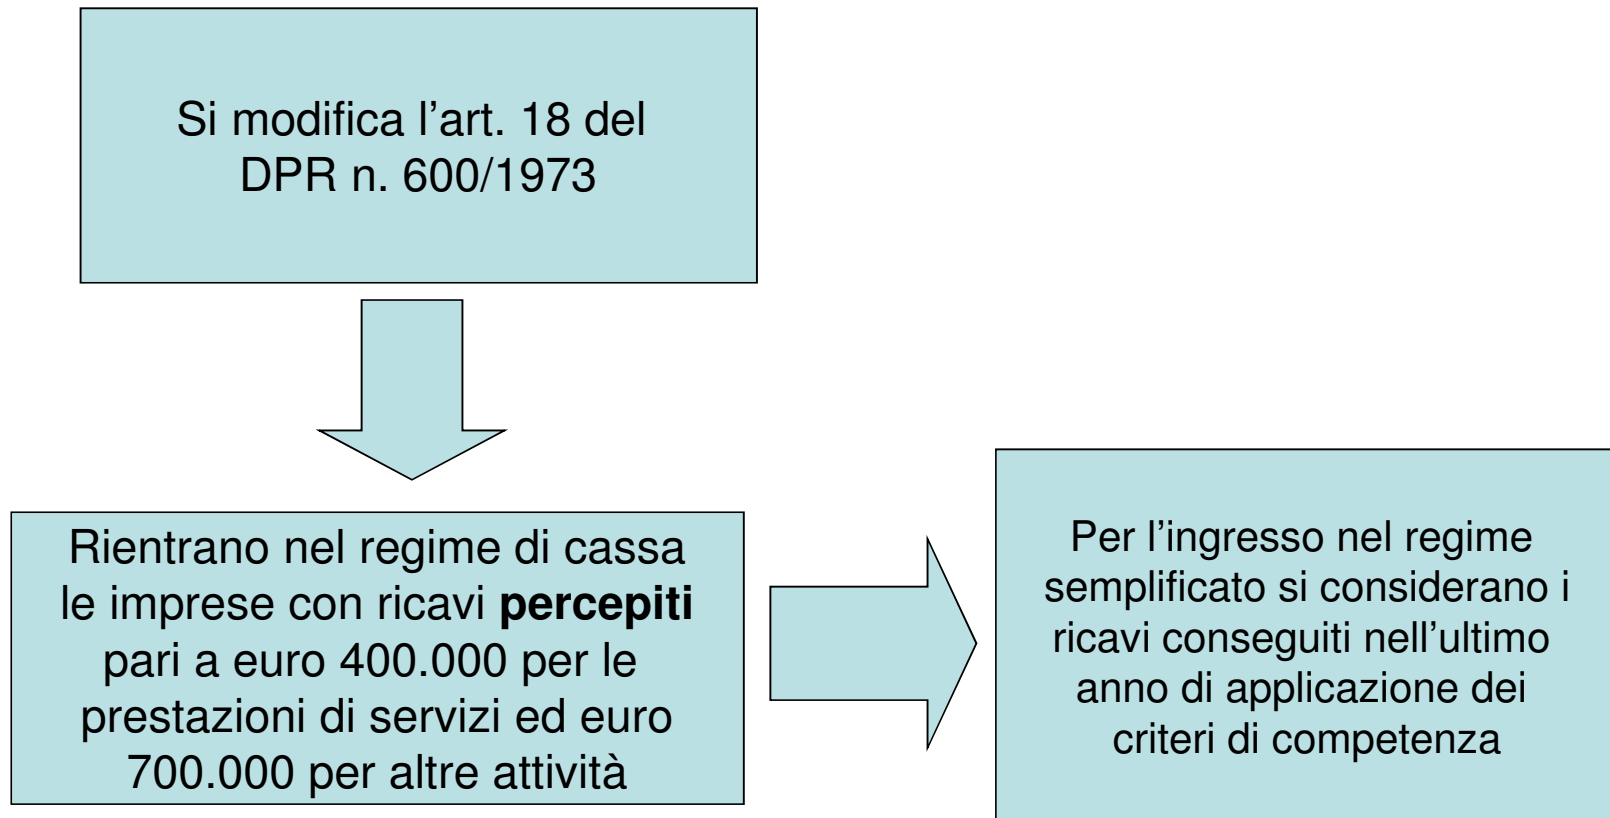 Si modifica l’art. 18 del
DPR n. 600/1973
Rientrano nel regime di cassa
le imprese con ricavi percepiti
pari a euro 400.000 per le
prestazioni di servizi ed euro
700.000 per altre attività
Per l’ingresso nel regime
semplificato si considerano i
ricavi conseguiti nell’ultimo
anno di applicazione dei
criteri di competenza